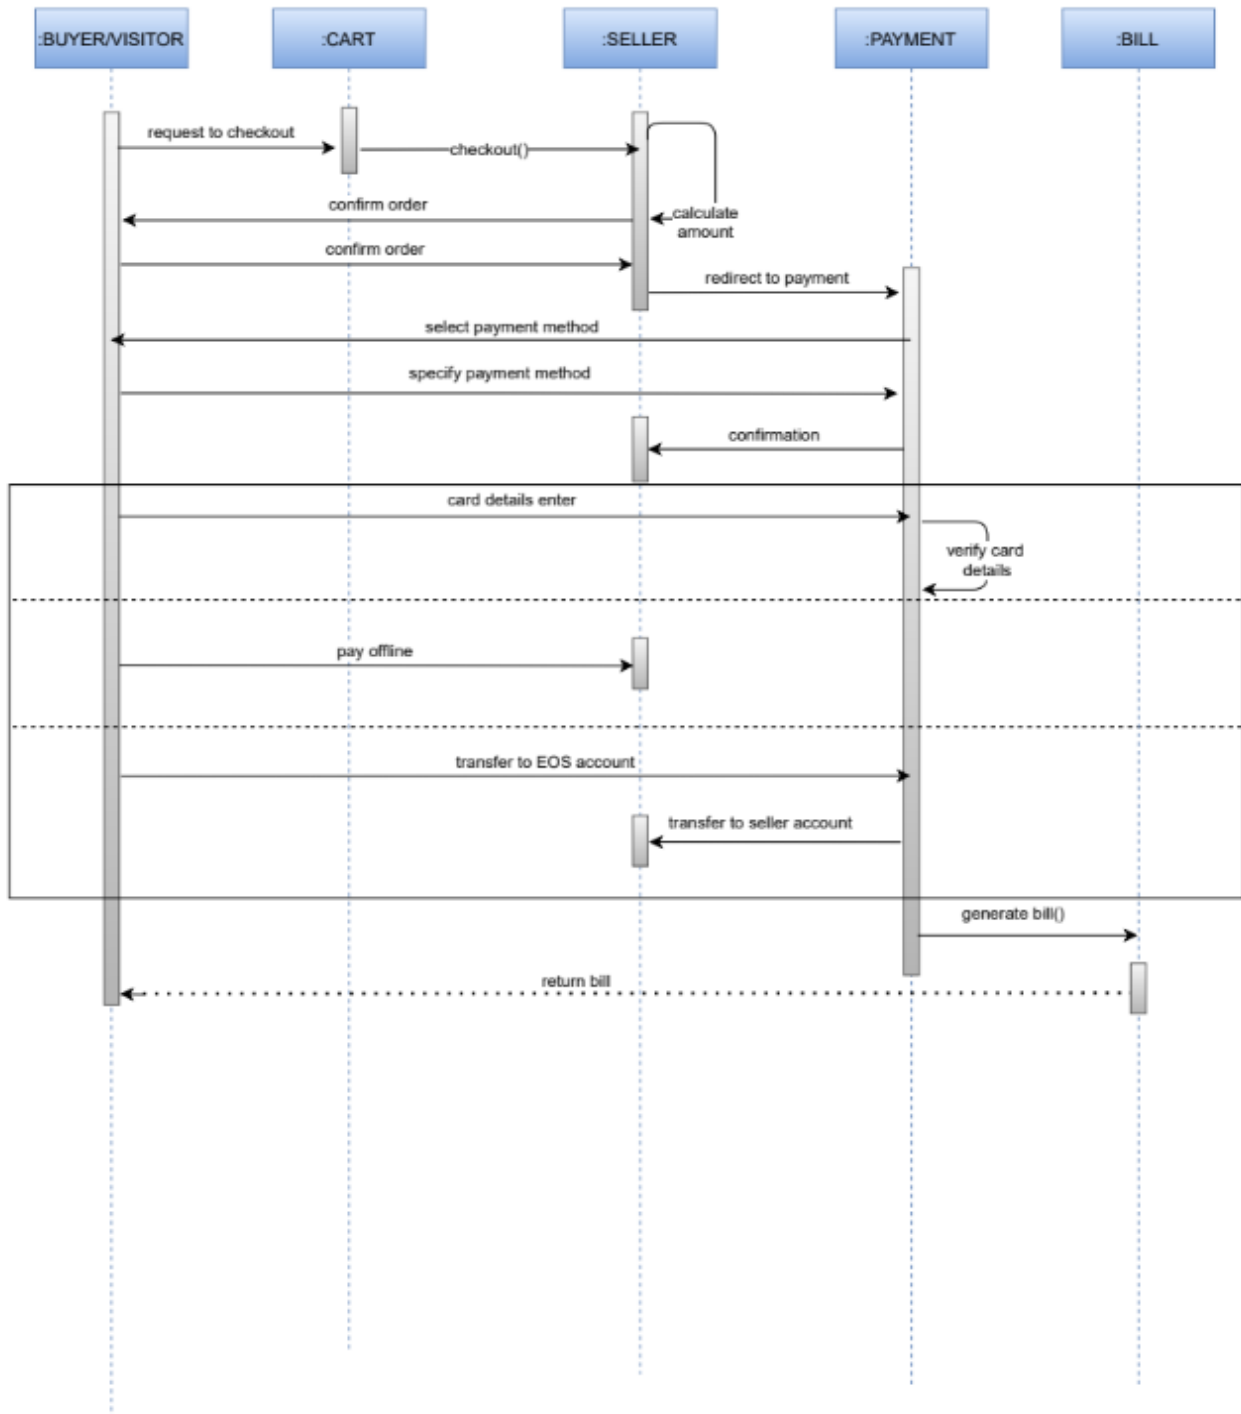 :BUYER/VISITOR
:CART
:SELLER
:PAYMENT
:BILL
request to checkout
checkout()
calculate
amount
confirm order
confirm order
redirect to payment
select payment method
specify payment method
confirmation
card details enter
verify card
details
pay offline
transfer to EOS account
transfer to seller account
generate bill()
return bill